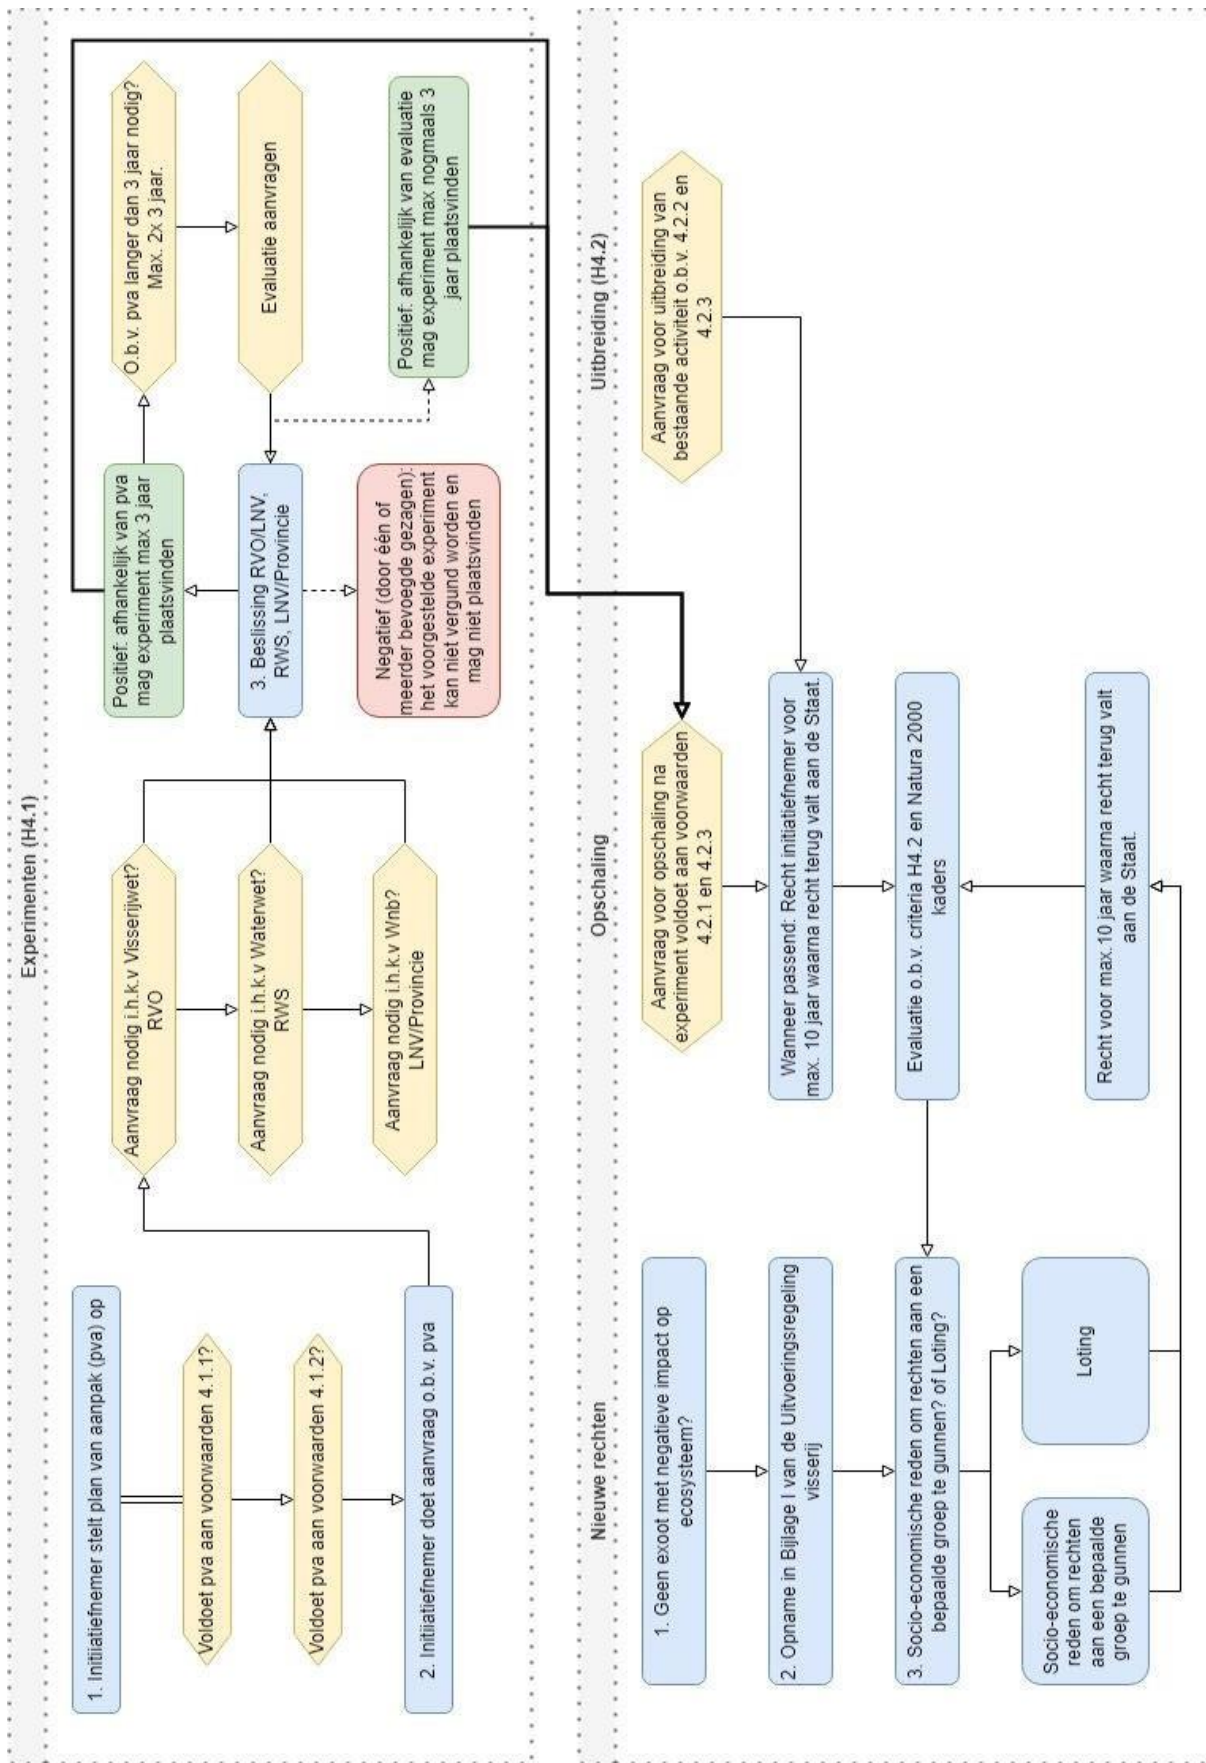 Experimenten (H4.1)
1. Initiiatiefnemer stelt plan van aanpak (pva) op
Voldoet pva aan voorwaarden 4.1.1?
Voldoet pva aan voorwaarden 4.1.2?
2. Initiiatiefnemer doet aanvraag o.b.v. pva
Aanvraag nodig i.h.k.v Visserijwet?
RVO
Aanvraag nodig i.h.k.v Waterwet?
RWS
Aanvraag nodig i.h.k.v Wnb?
LNV/Provincie
Positief: afhankelijk van pva
mag experiment max 3 jaar
plaatsvinden
3. Beslissing RVO/LNV,
RWS, LNV/Provincie
Negatief (door één of
meerder bevoegde gezagen):
het voorgestelde experiment
kan niet vergund worden en
mag niet plaatsvinden
O.b.v. pva langer dan 3 jaar nodig?
Max. 2x 3 jaar.
Evaluatie aanvragen
Positief: afhankelijk van evaluatie
mag experiment max nogmaals 3
jaar plaatsvinden
Nieuwe rechten
Opschaling
Uitbreiding (H4.2)
1. Geen exoot met negatieve impact op
ecosysteem?
2. Opname in Bijlage I van de Uitvoeringsregeling
visserij
3. Socio-economische reden om rechten aan een
bepaalde groep te gunnen? of Loting?
Socio-economische
reden om rechten
aan een bepaalde
groep te gunnen
Loting
Aanvraag voor opschaling na
experiment voldoet aan voorwaarden
4.2.1 en 4.2.3
Wanneer passend: Recht initiatiefnemer voor
max. 10 jaar waarna recht terug valt aan de Staat.
Evaluatie o.b.v. criteria H4.2 en Natura 2000
kaders
Recht voor max. 10 jaar waarna recht terug valt
aan de Staat.
Aanvraag voor uitbreiding van
bestaande activiteit o.b.v. 4.2.2 en
4.2.3